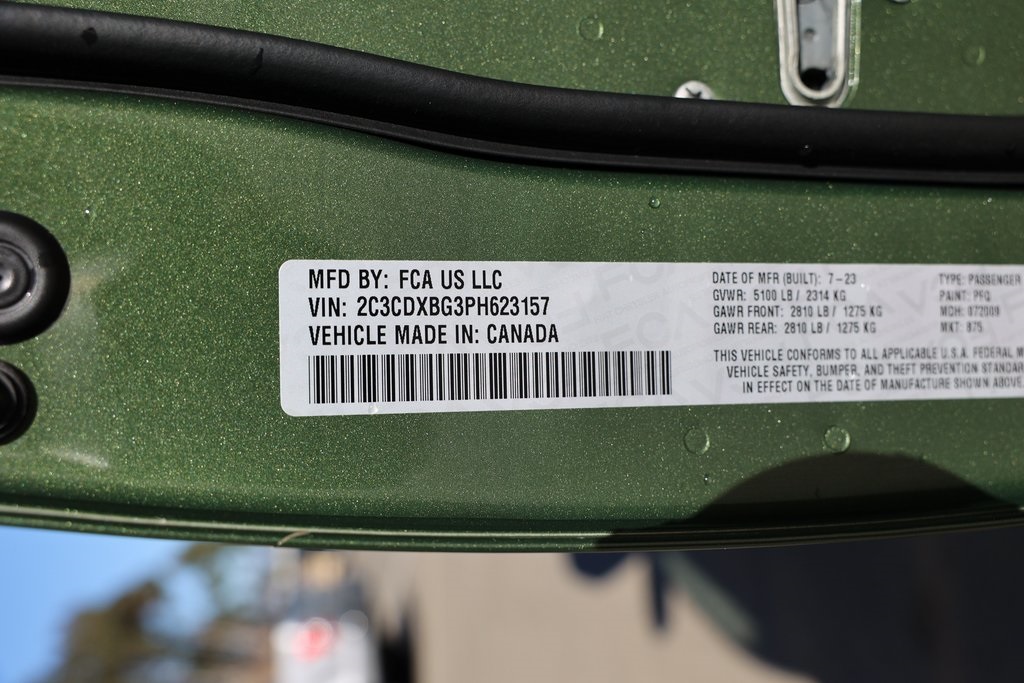 MFD BY: FCA US LLC
VIN: 2C3CDXBG3PH623157
VEHICLE MADE IN: CANADA
DATE OF MFR (BUILT): 7-23
GVWR: 5100 LB / 2314 KG
GAWR FRONT: 2810 LB / 1275 KG
GAWR REAR: 2810 LB / 1275 KG
TYPE: PASSENGER
PAINT: PFQ
MDH: 072009
MKT: 875
THIS VEHICLE CONFORMS TO ALL APPLICABLE U.S.A. FEDERAL M
VEHICLE SAFETY, BUMPER, AND THEFT PREVENTION STANDAR
IN EFFECT ON THE DATE OF MANUFACTURE SHOWN ABOVE